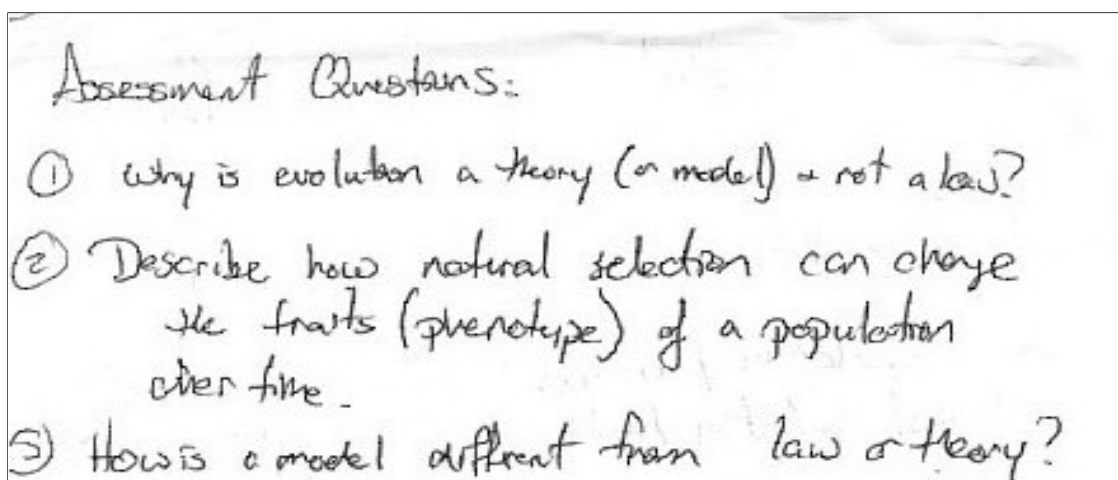 Assessment Questions:
① Why is evolution a theory (or model) & not a law?
② Describe how natural selection can change
the traits (phenotype) of a population
over time.
③ How is a model different from law or theory?